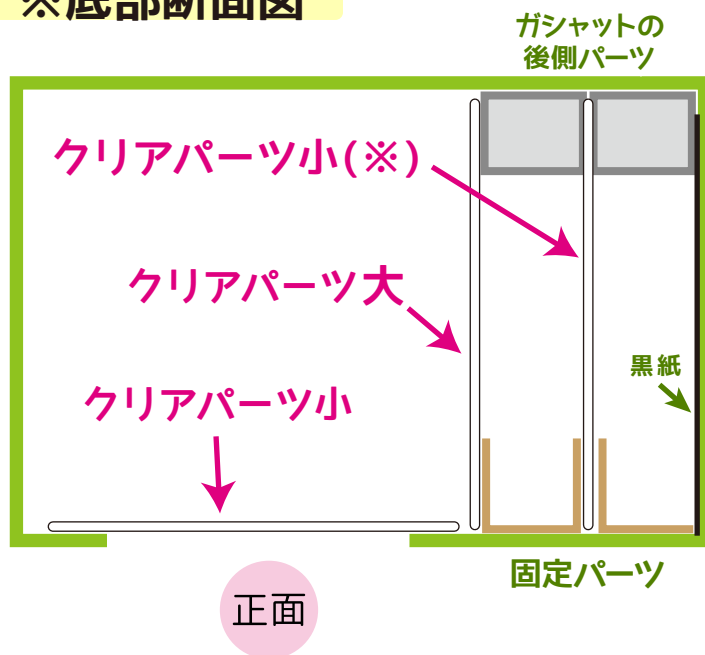 ※底部断面図
ガシャットの
後側パーツ
クリアパーツ小(※)
クリアパーツ大
黒紙
クリアパーツ小
固定パーツ
正面